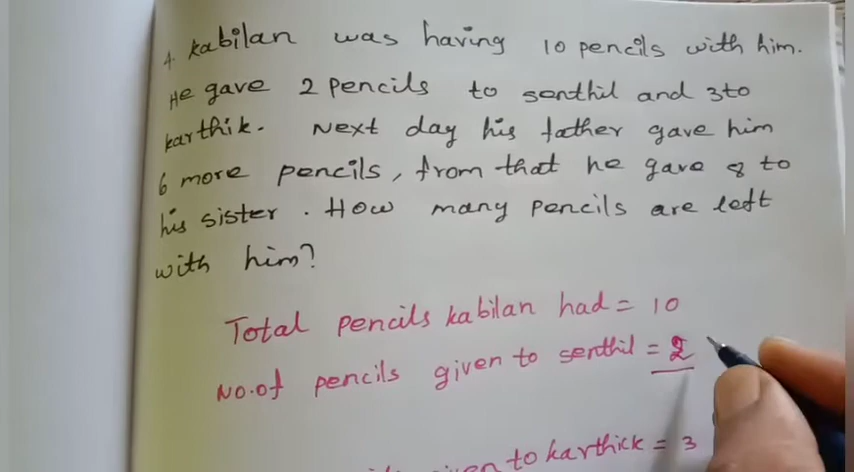 4. kabilan was having 10 pencils with him.
He gave 2 pencils to senthil and 3 to
karthik. Next day his father gave him
6 more pencils, from that he gave 8 to
his sister. How many pencils are left
with him?
Total pencils kabilan had = 10
No. of pencils given to senthil = 2
given to karthick = 3